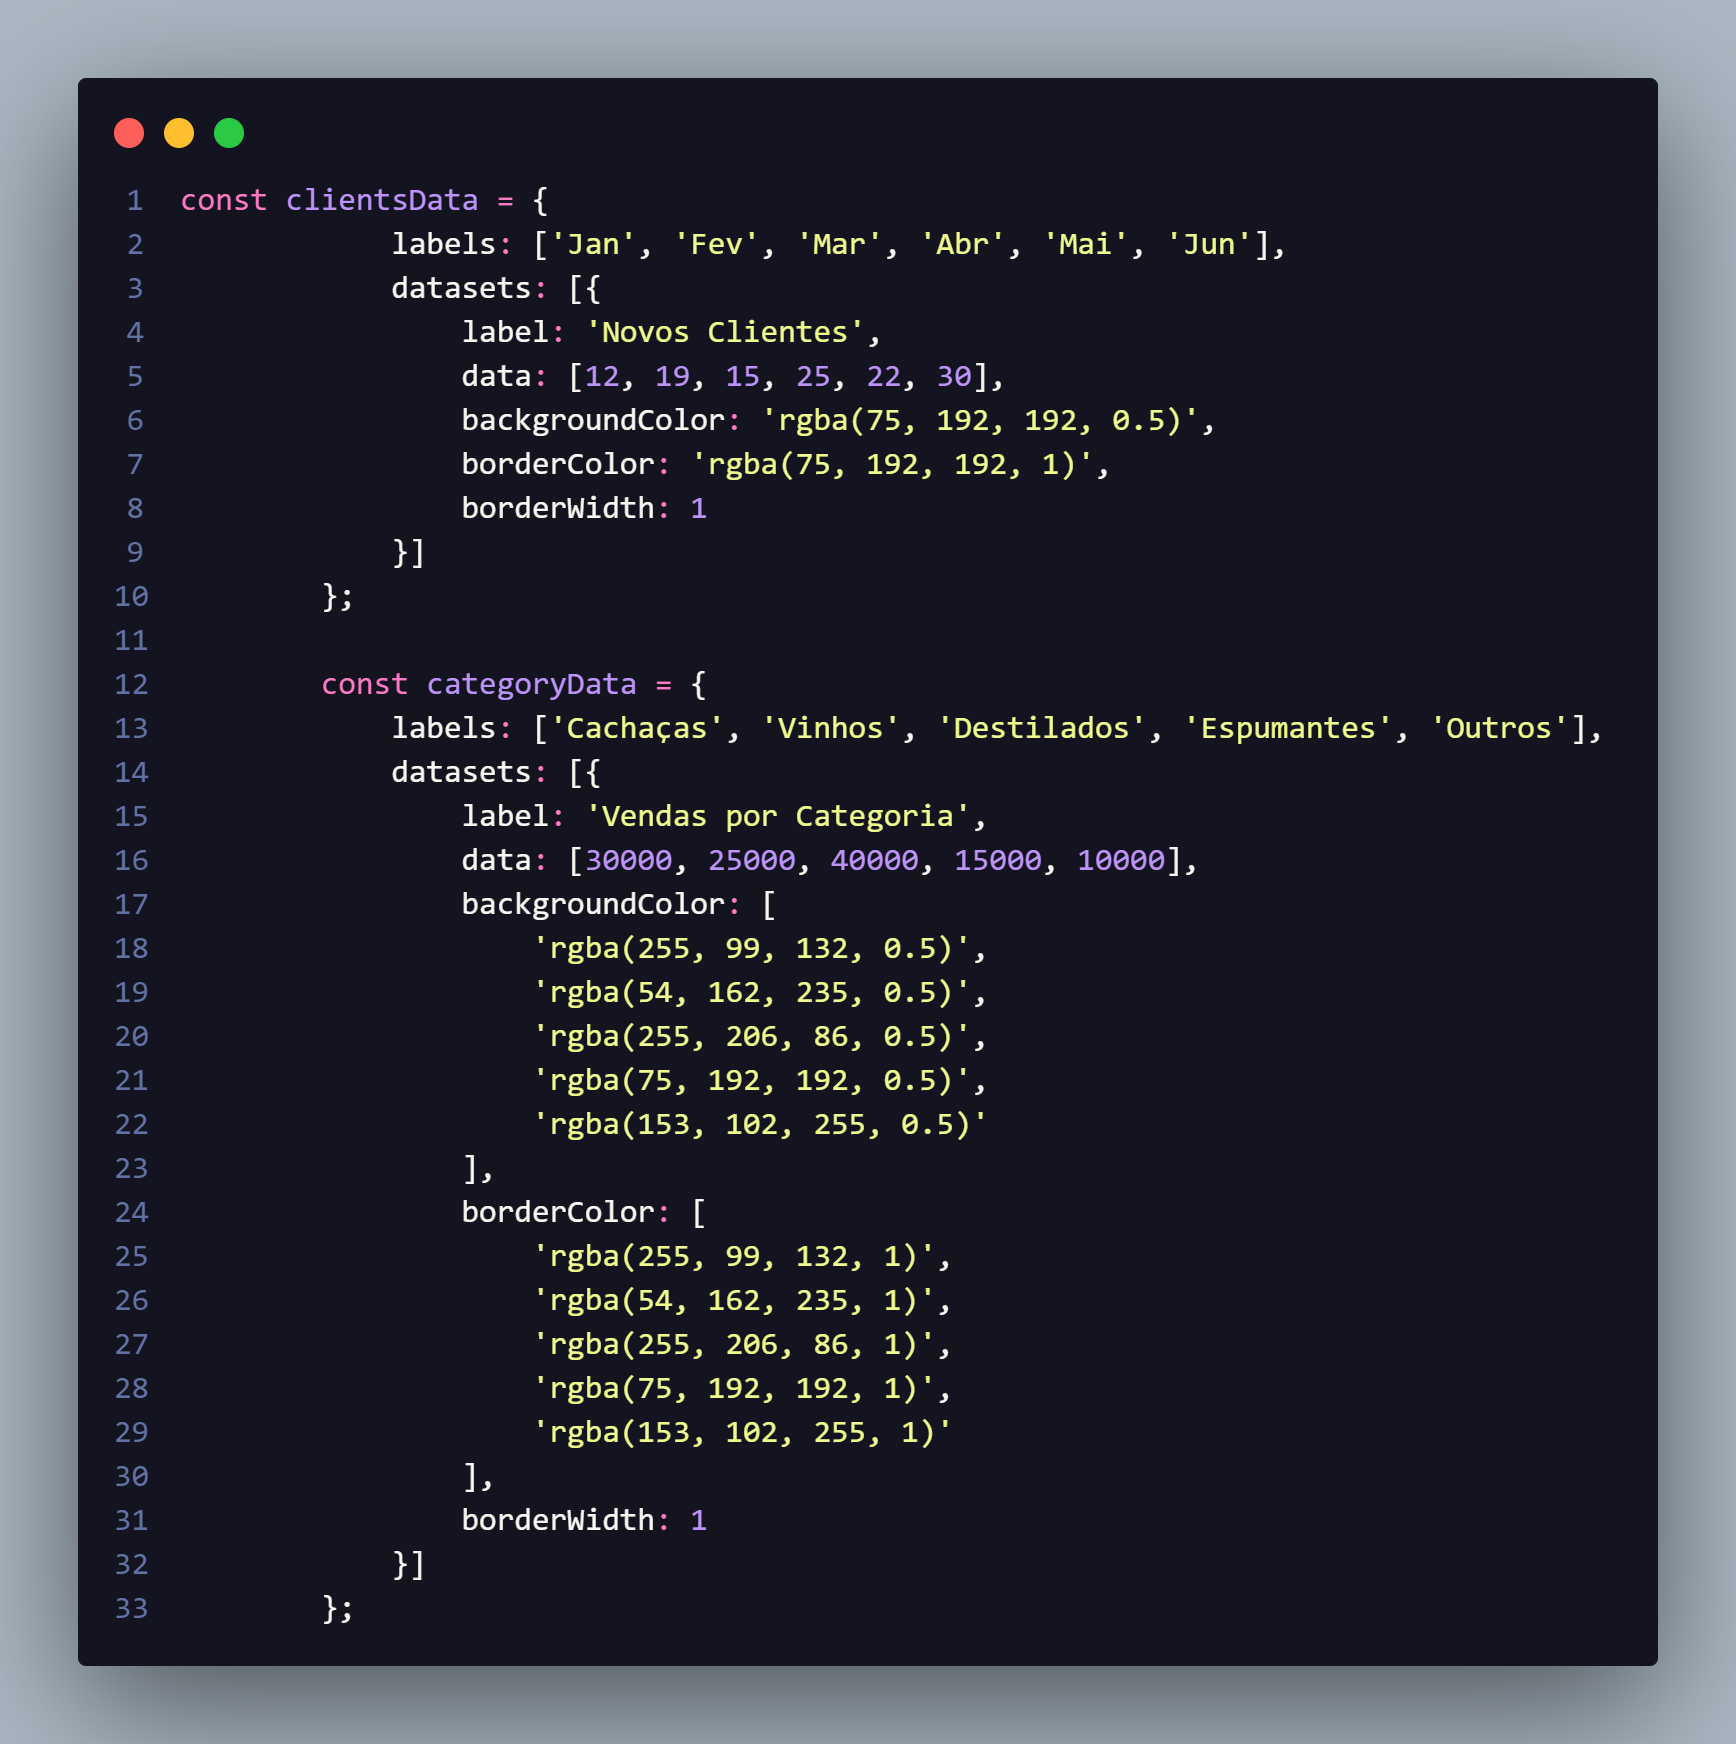 1 const clientsData = {
2             labels: ['Jan', 'Fev', 'Mar', 'Abr', 'Mai', 'Jun'],
3             datasets: [{
4                 label: 'Novos Clientes',
5                 data: [12, 19, 15, 25, 22, 30],
6                 backgroundColor: 'rgba(75, 192, 192, 0.5)',
7                 borderColor: 'rgba(75, 192, 192, 1)',
8                 borderWidth: 1
9             }]
10         };
11
12         const categoryData = {
13             labels: ['Cachaças', 'Vinhos', 'Destilados', 'Espumantes', 'Outros'],
14             datasets: [{
15                 label: 'Vendas por Categoria',
16                 data: [30000, 25000, 40000, 15000, 10000],
17                 backgroundColor: [
18                     'rgba(255, 99, 132, 0.5)',
19                     'rgba(54, 162, 235, 0.5)',
20                     'rgba(255, 206, 86, 0.5)',
21                     'rgba(75, 192, 192, 0.5)',
22                     'rgba(153, 102, 255, 0.5)'
23                 ],
24                 borderColor: [
25                     'rgba(255, 99, 132, 1)',
26                     'rgba(54, 162, 235, 1)',
27                     'rgba(255, 206, 86, 1)',
28                     'rgba(75, 192, 192, 1)',
29                     'rgba(153, 102, 255, 1)'
30                 ],
31                 borderWidth: 1
32             }]
33         };